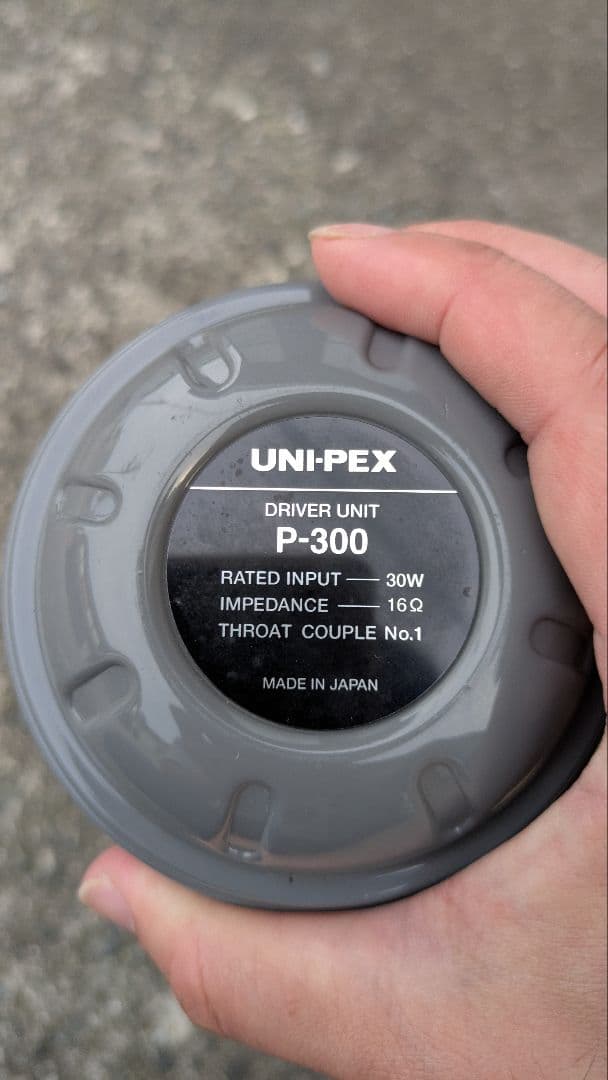 UNI-PEX
DRIVER UNIT
P-300
RATED INPUT — 30W
IMPEDANCE — 16Ω
THROAT COUPLE No.1
MADE IN JAPAN